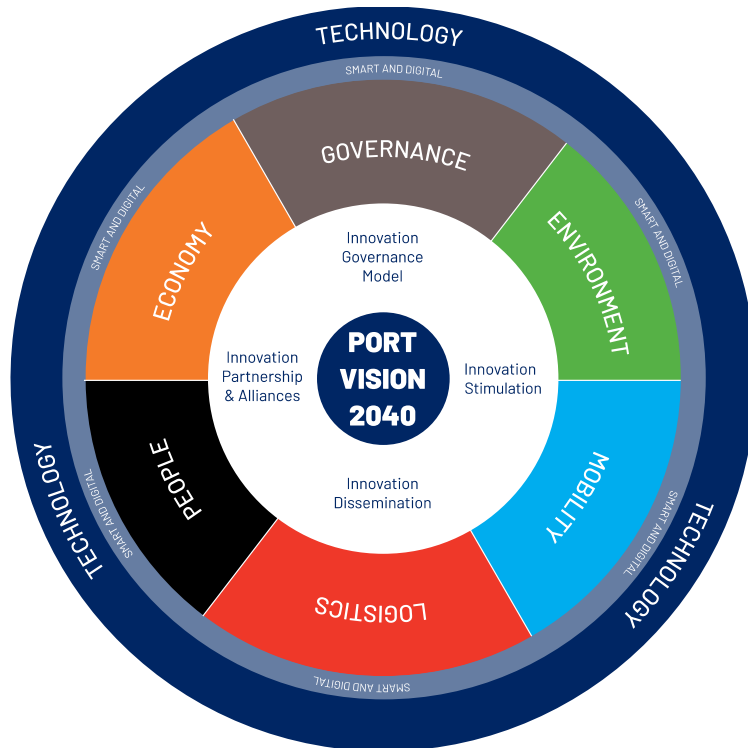 TECHNOLOGY
SMART AND DIGITAL
GOVERNANCE
SMART AND DIGITAL
ECONOMY
ENVIRONMENT
SMART AND DIGITAL
Innovation
Governance
Model
PORT
VISION
2040
Innovation
Partnership
& Alliances
Innovation
Stimulation
Innovation
Dissemination
PEOPLE
MOBILITY
LOGISTICS
SMART AND DIGITAL
SMART AND DIGITAL
SMART AND DIGITAL
TECHNOLOGY
TECHNOLOGY